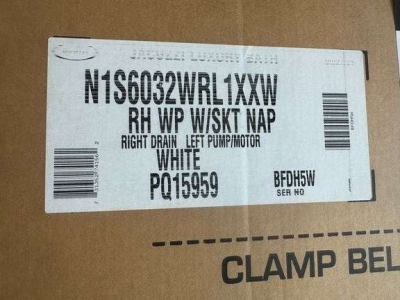 JACUZZI LUXURY BATH
N1S6032WRL1XXW
RH WP W/SKT NAP
RIGHT DRAIN LEFT PUMP/MOTOR
WHITE
PQ15959
BFDH5W
SER NO
CLAMP BEL